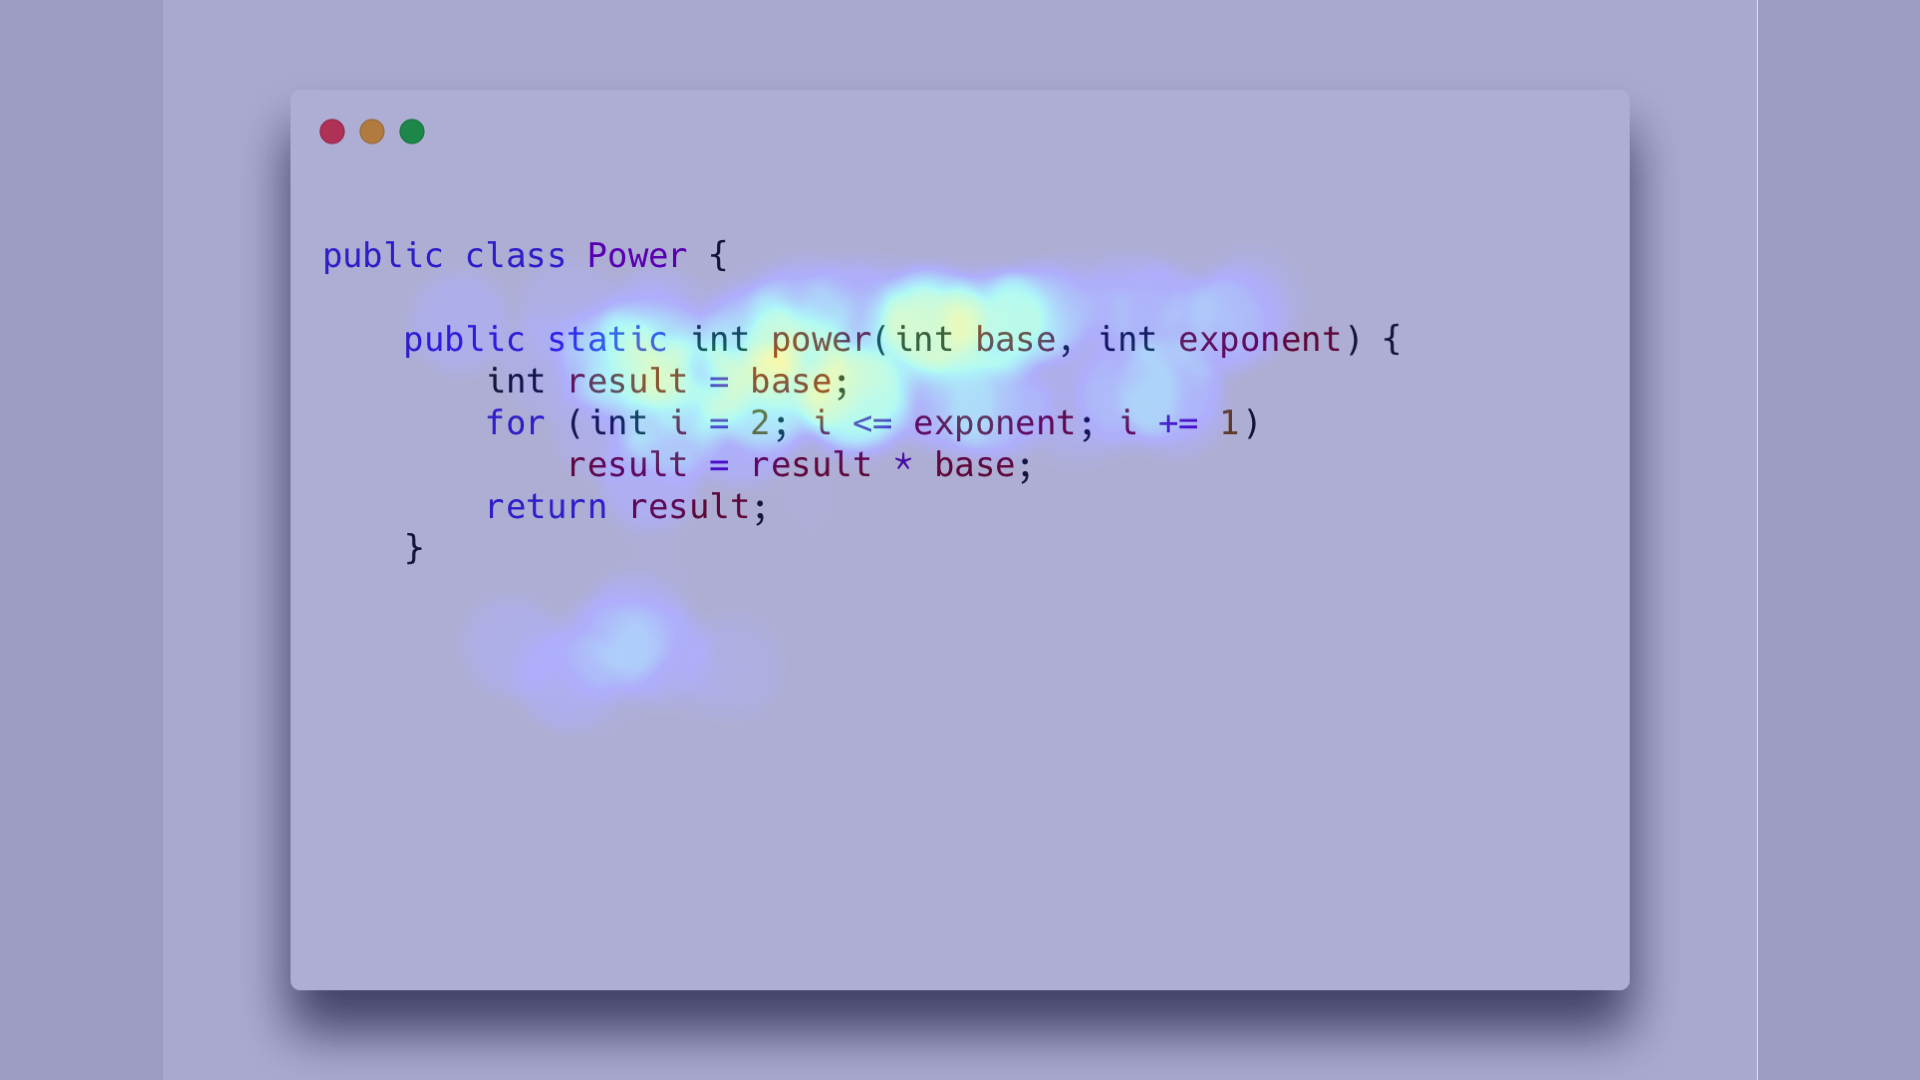 public class Power {
    public static int power(int base, int exponent) {
        int result = base;
        for (int i = 2; i <= exponent; i += 1)
            result = result * base;
        return result;
    }